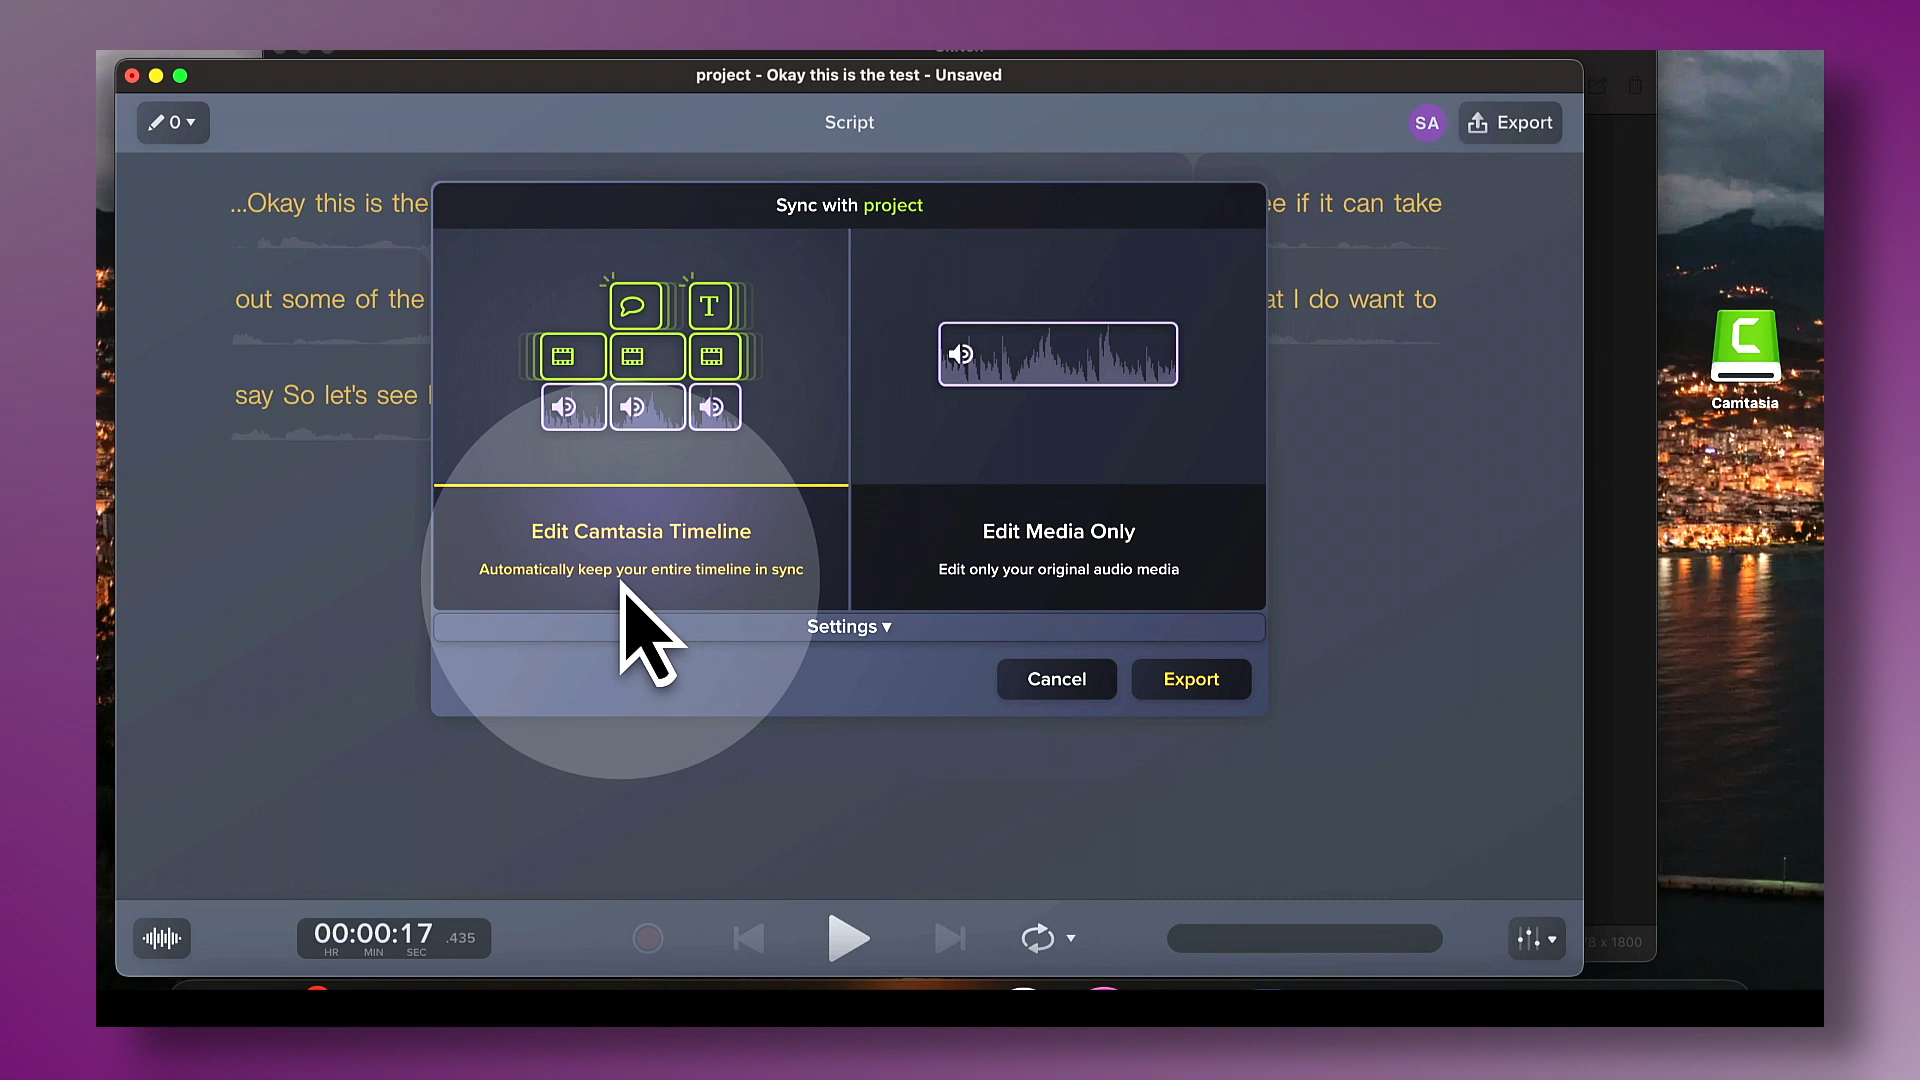 project - Okay this is the test - Unsaved
0
Script
SA
Export
...Okay this is the
if it can take
Sync with project
out some of the
I do want to
T
C
Camtasia
say So let's see
Edit Camtasia Timeline
Automatically keep your entire timeline in sync
Edit Media Only
Edit only your original audio media
Settings
Cancel
Export
00:00:17 .435
HR MIN SEC
x 1800